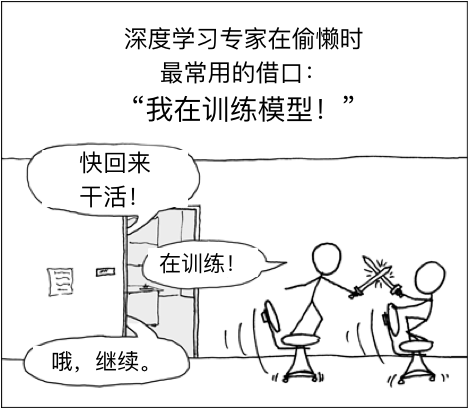 深度学习专家在偷懒时
最常用的借口：
“我在训练模型！”
快回来
干活！
在训练！
哦，继续。